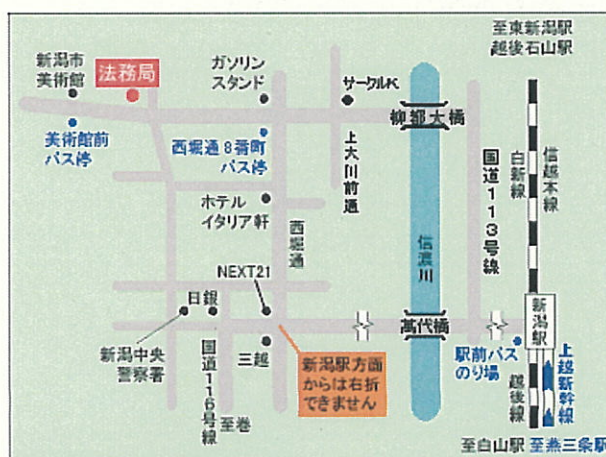 至東新潟駅
越後石山駅
新潟市
美術館
法務局
ガソリン
スタンド
サークルK
柳都大橋
美術館前
バス停
西堀通8番町
バス停
上大川前通
国道113号線
白新線
信越本線
ホテル
イタリア軒
西堀通
信濃川
NEXT21
日銀
萬代橋
新潟駅
新潟中央
警察署
国道116号線
三越
新潟駅方面
からは右折
できません
駅前バス
のり場
越後線
上越新幹線
至巻
至白山駅
至燕三条駅